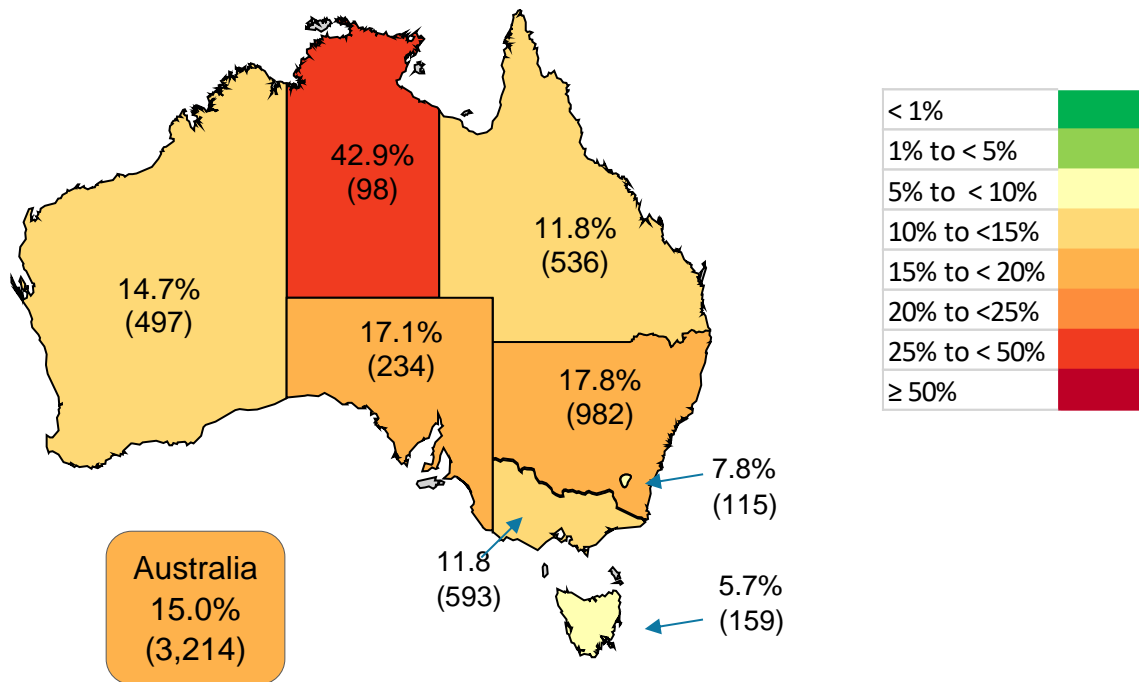 42.9%
(98)
11.8%
(536)
14.7%
(497)
17.1%
(234)
17.8%
(982)
7.8%
(115)
11.8
(593)
5.7%
(159)
Australia
15.0%
(3,214)
< 1%
1% to < 5%
5% to < 10%
10% to <15%
15% to < 20%
20% to <25%
25% to < 50%
≥ 50%